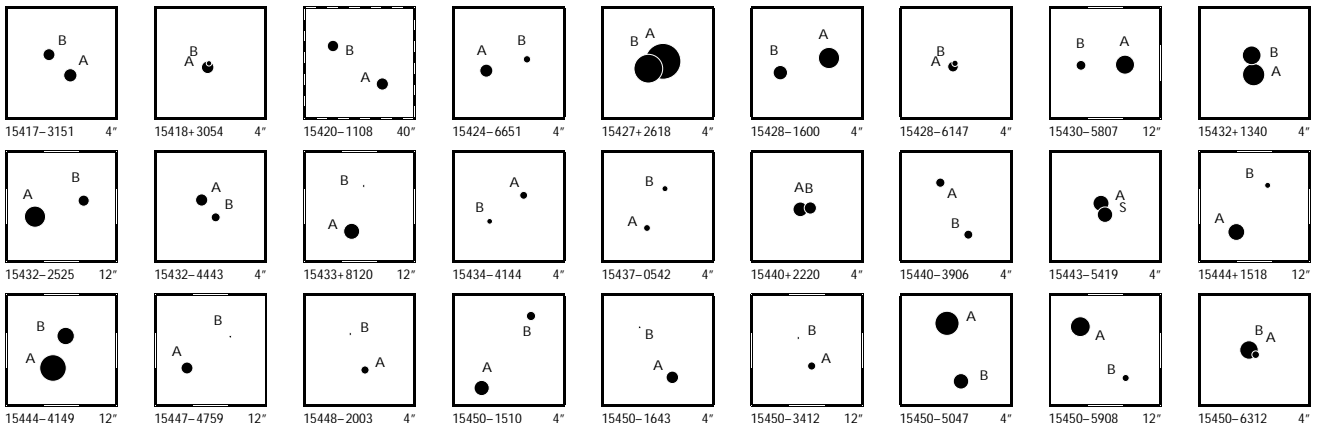 B A
B A
B A
A B
B A
B A
B A
B A
B A
15417–3151 4" 15418+3054 4" 15420–1108 40" 15424–6651 4" 15427+2618 4" 15428–1600 4" 15428–6147 4" 15430–5807 12" 15432+1340 4"
A B
A B
B A
A B
B A
AB
A B
A S
B A
15432–2525 12" 15432–4443 4" 15433+8120 12" 15434–4144 4" 15437–0542 4" 15440+2220 4" 15440–3906 4" 15443–5419 4" 15444+1518 12"
B A
B A
B A
B A
B A
B A
A B
A B
B A
15444–4149 12" 15447–4759 12" 15448–2003 4" 15450–1510 4" 15450–1643 4" 15450–3412 12" 15450–5047 4" 15450–5908 12" 15450–6312 4"